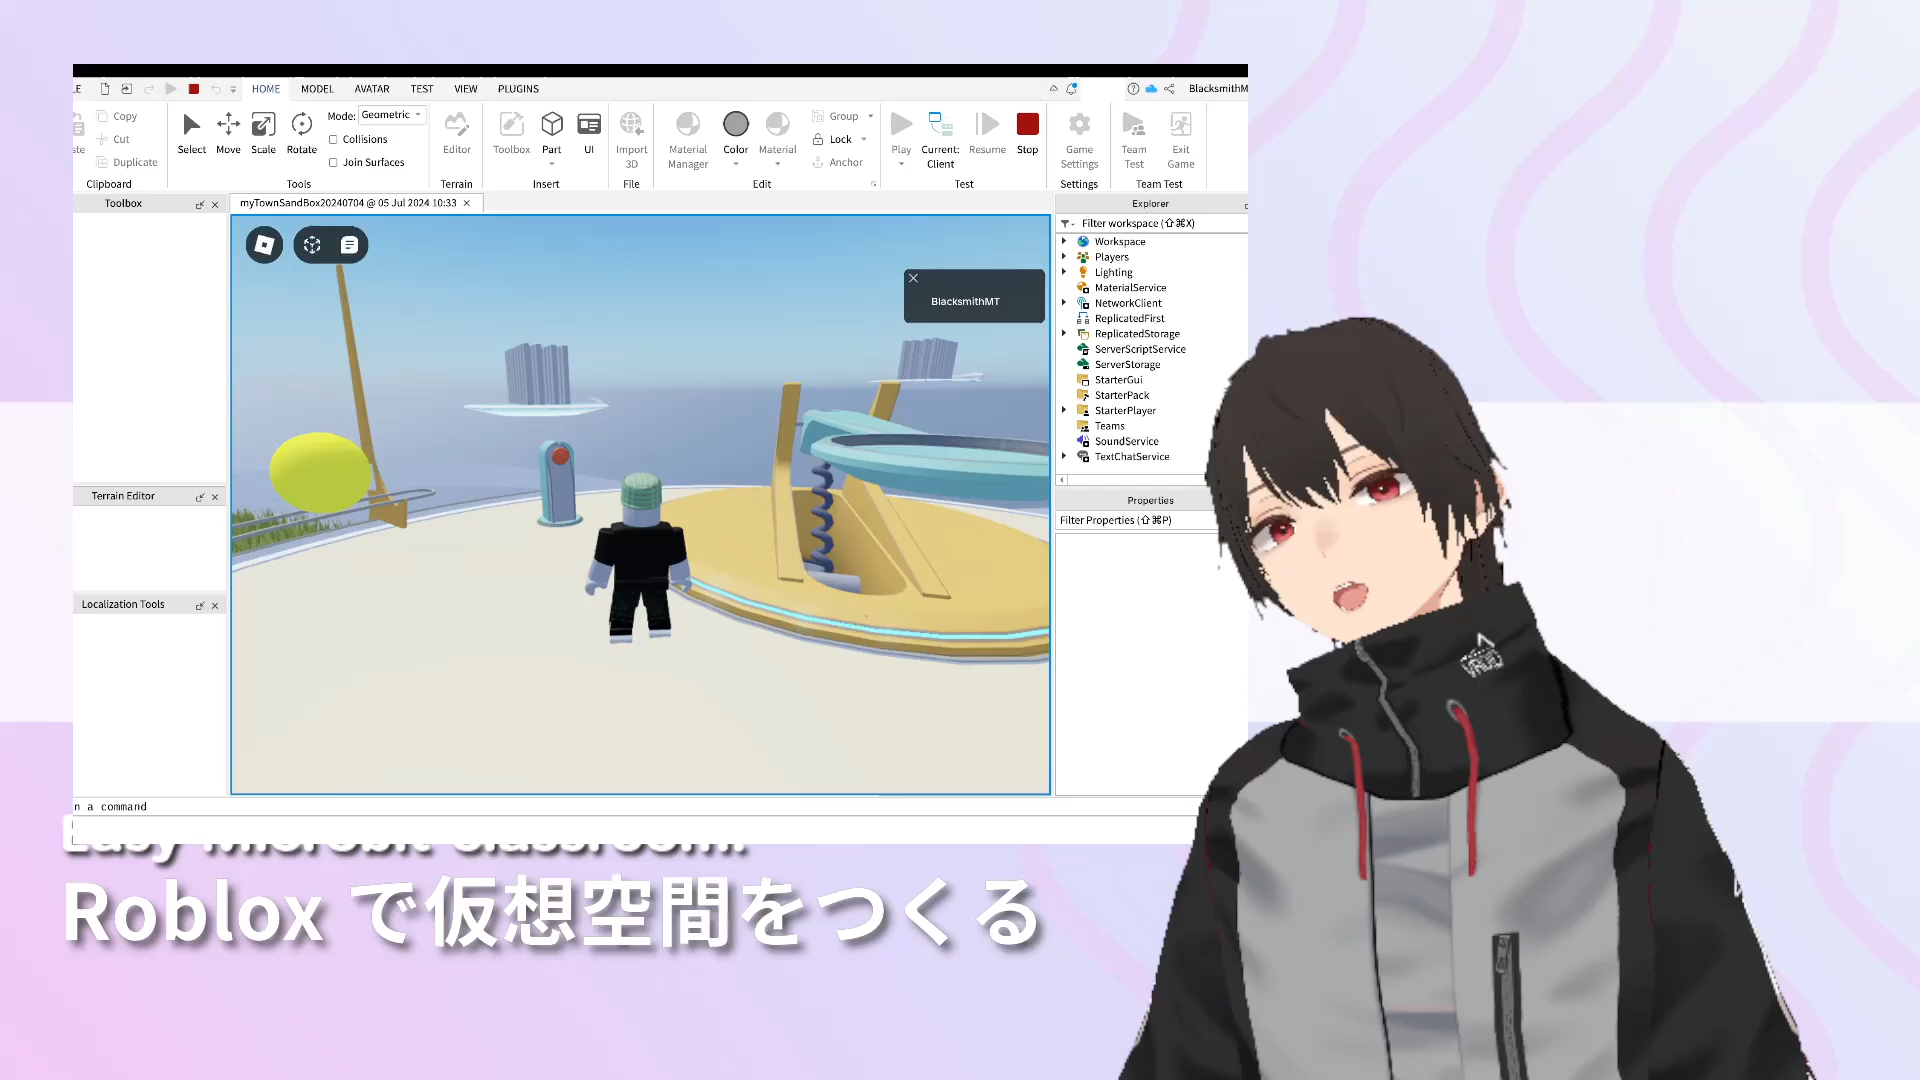 HOME MODEL AVATAR TEST VIEW PLUGINS BlacksmithM
Copy
Cut
Duplicate
Clipboard
Select Move Scale Rotate
Mode: Geometric
Collisions
Join Surfaces
Tools
Editor
Terrain
Toolbox Part UI
Insert
Import 3D
File
Material Manager Color Material
Group
Lock
Anchor
Edit
Play Current: Client Resume Stop
Test
Game Settings
Settings
Team Test Exit Game
Team Test
Toolbox
myTownSandBox20240704 @ 05 Jul 2024 10:33
BlacksmithMT
Terrain Editor
Localization Tools
Explorer
Filter workspace (⇧⌘X)
Workspace
Players
Lighting
MaterialService
NetworkClient
ReplicatedFirst
ReplicatedStorage
ServerScriptService
ServerStorage
StarterGui
StarterPack
StarterPlayer
Teams
SoundService
TextChatService
Properties
Filter Properties (⇧⌘P)
n a command
Roblox で仮想空間をつくる